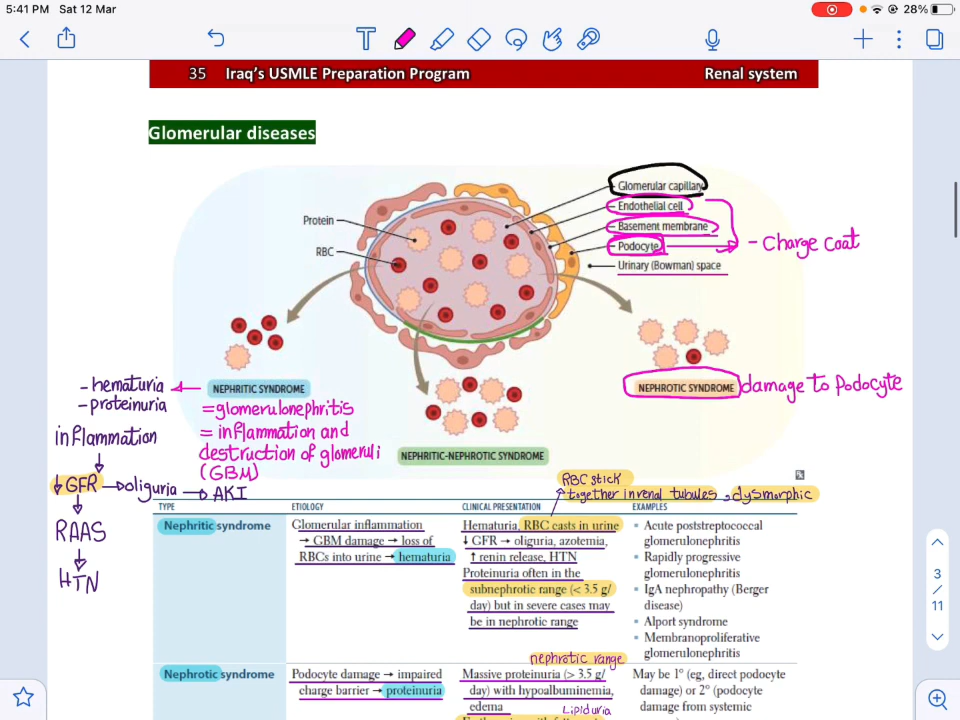 5:41 PM Sat 12 Mar
28%
35 Iraq's USMLE Preparation Program Renal system
Glomerular diseases
Glomerular capillary
Endothelial cell
Basement membrane
Podocyte
Urinary (Bowman) space
- Charge coat
Protein
RBC
NEPHRITIC SYNDROME
NEPHROTIC SYNDROME
damage to Podocyte
NEPHRITIC-NEPHROTIC SYNDROME
- hematuria
- proteinuria
inflammation
↓ GFR → oliguria → AKI
RAAS
HTN
= glomerulonephritis
= inflammation and
destruction of glomeruli
(GBM)
RBC stick
together in renal tubules, dysmorphic
TYPE ETIOLOGY CLINICAL PRESENTATION EXAMPLES
Nephritic syndrome
Glomerular inflammation
→ GBM damage → loss of
RBCs into urine → hematuria
Hematuria, RBC casts in urine
↓ GFR → oliguria, azotemia,
↑ renin release, HTN
Proteinuria often in the
subnephrotic range (< 3.5 g/
day) but in severe cases may
be in nephrotic range
▪ Acute poststreptococcal
glomerulonephritis
▪ Rapidly progressive
glomerulonephritis
▪ IgA nephropathy (Berger
disease)
▪ Alport syndrome
▪ Membranoproliferative
glomerulonephritis
nephrotic range
Nephrotic syndrome
Podocyte damage → impaired
charge barrier → proteinuria
Massive proteinuria (> 3.5 g/
day) with hypoalbuminemia,
edema
Lipiduria
May be 1° (eg, direct podocyte
damage) or 2° (podocyte
damage from systemic
3
/
11